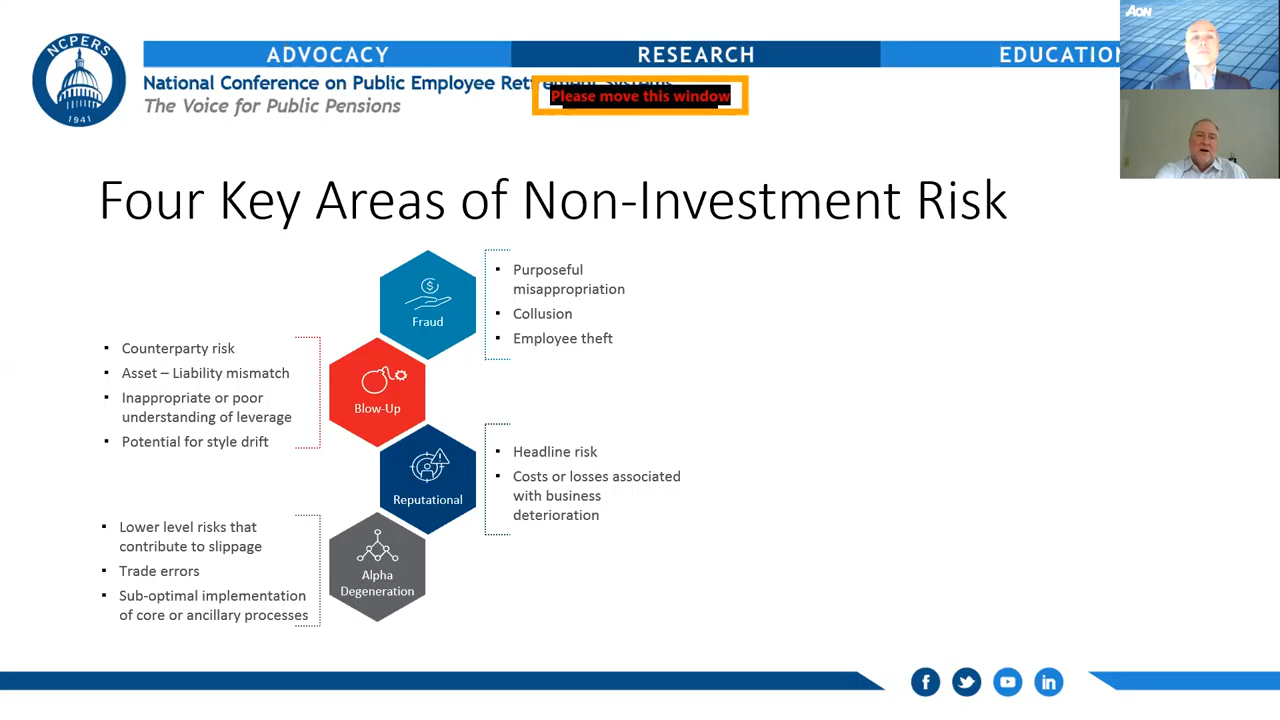 NCPERS
1941
ADVOCACY
RESEARCH
EDUCATION
National Conference on Public Employee Retirement Systems
The Voice for Public Pensions
Please move this window
AON
Four Key Areas of Non-Investment Risk
Fraud
▪ Purposeful
misappropriation
▪ Collusion
▪ Employee theft
▪ Counterparty risk
▪ Asset – Liability mismatch
▪ Inappropriate or poor
understanding of leverage
▪ Potential for style drift
Blow-Up
Reputational
▪ Headline risk
▪ Costs or losses associated
with business
deterioration
▪ Lower level risks that
contribute to slippage
▪ Trade errors
▪ Sub-optimal implementation
of core or ancillary processes
Alpha
Degeneration